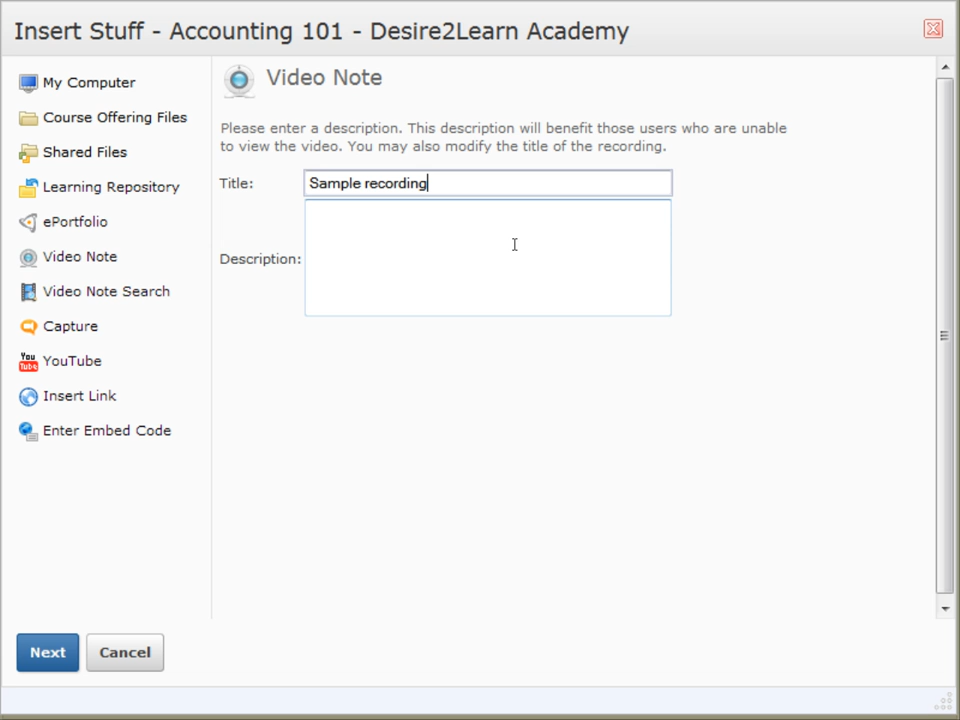 Insert Stuff - Accounting 101 - Desire2Learn Academy
My Computer
Course Offering Files
Shared Files
Learning Repository
ePortfolio
Video Note
Video Note Search
Capture
You
Tube
YouTube
Insert Link
Enter Embed Code
Video Note
Please enter a description. This description will benefit those users who are unable
to view the video. You may also modify the title of the recording.
Title:
Sample recording
Description:
Next
Cancel